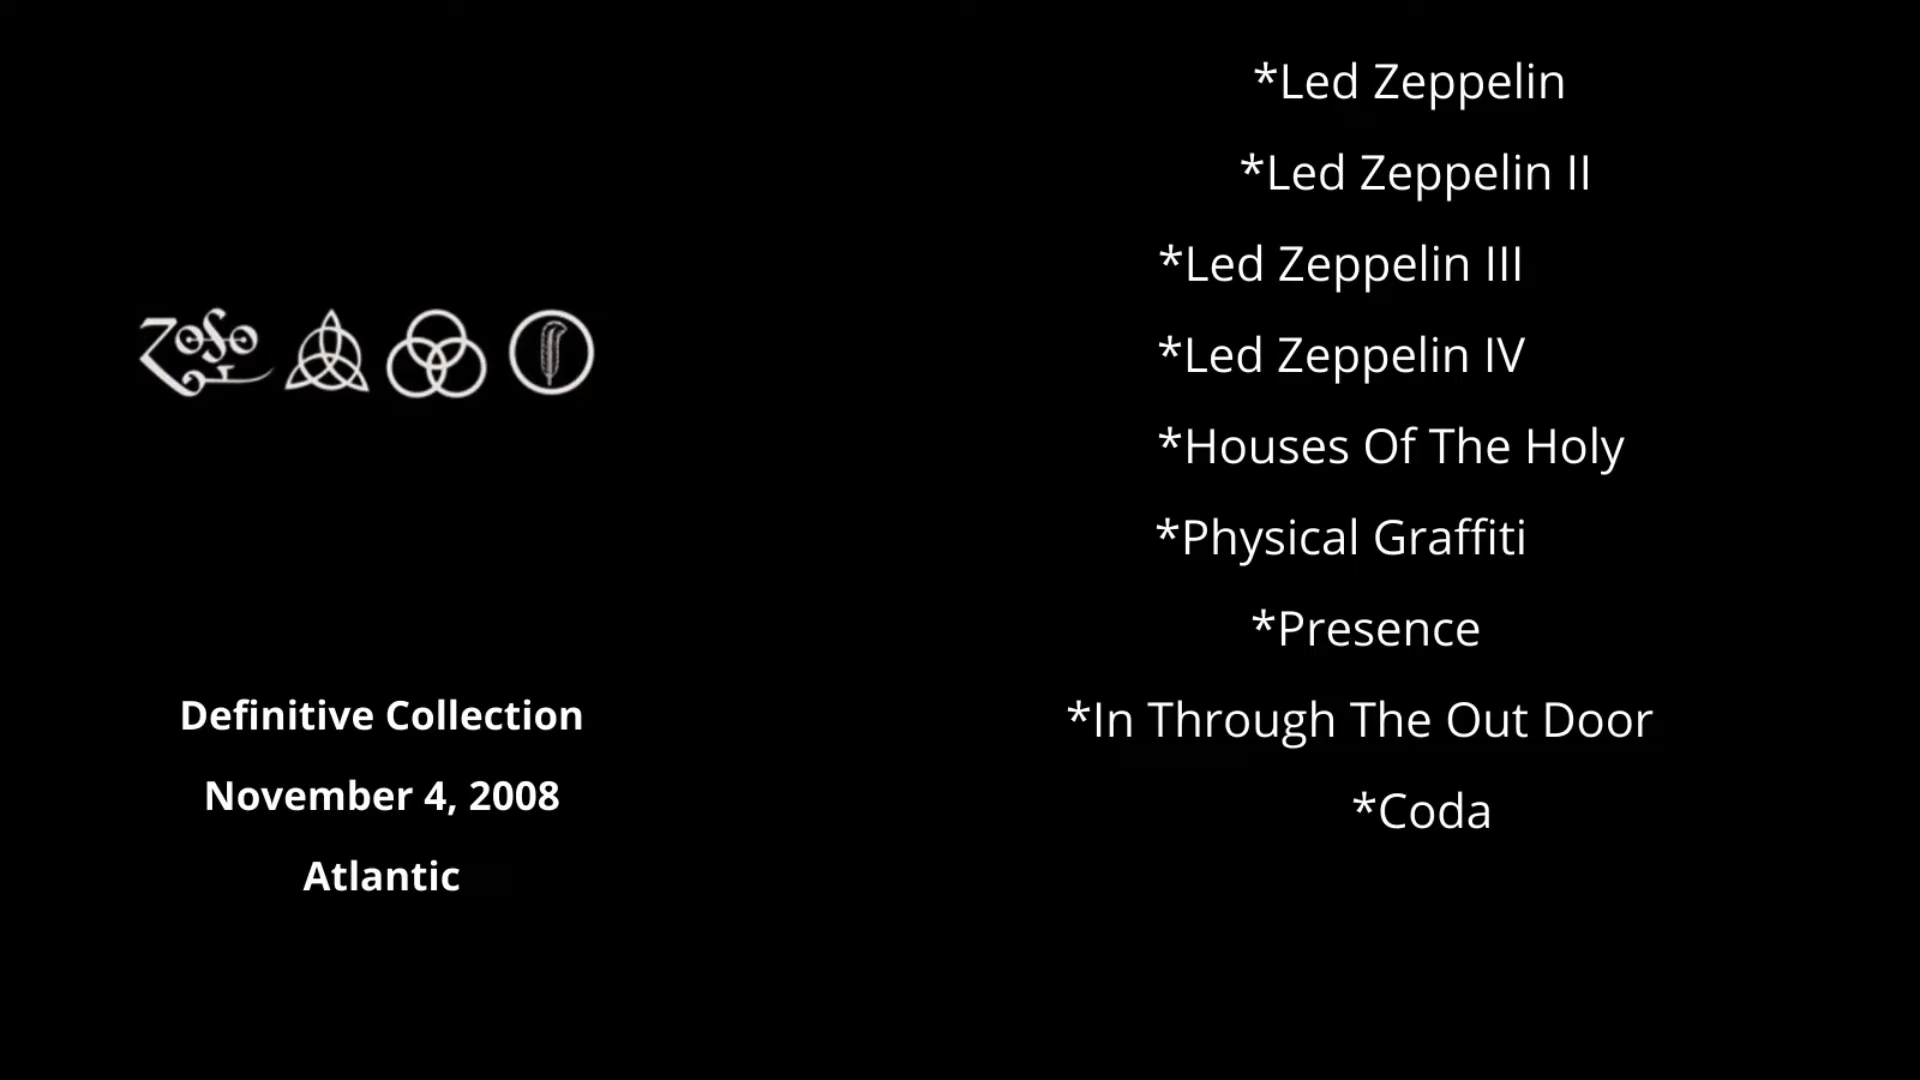 *Led Zeppelin
*Led Zeppelin II
*Led Zeppelin III
*Led Zeppelin IV
*Houses Of The Holy
*Physical Graffiti
*Presence
*In Through The Out Door
*Coda
Zoso
Definitive Collection
November 4, 2008
Atlantic